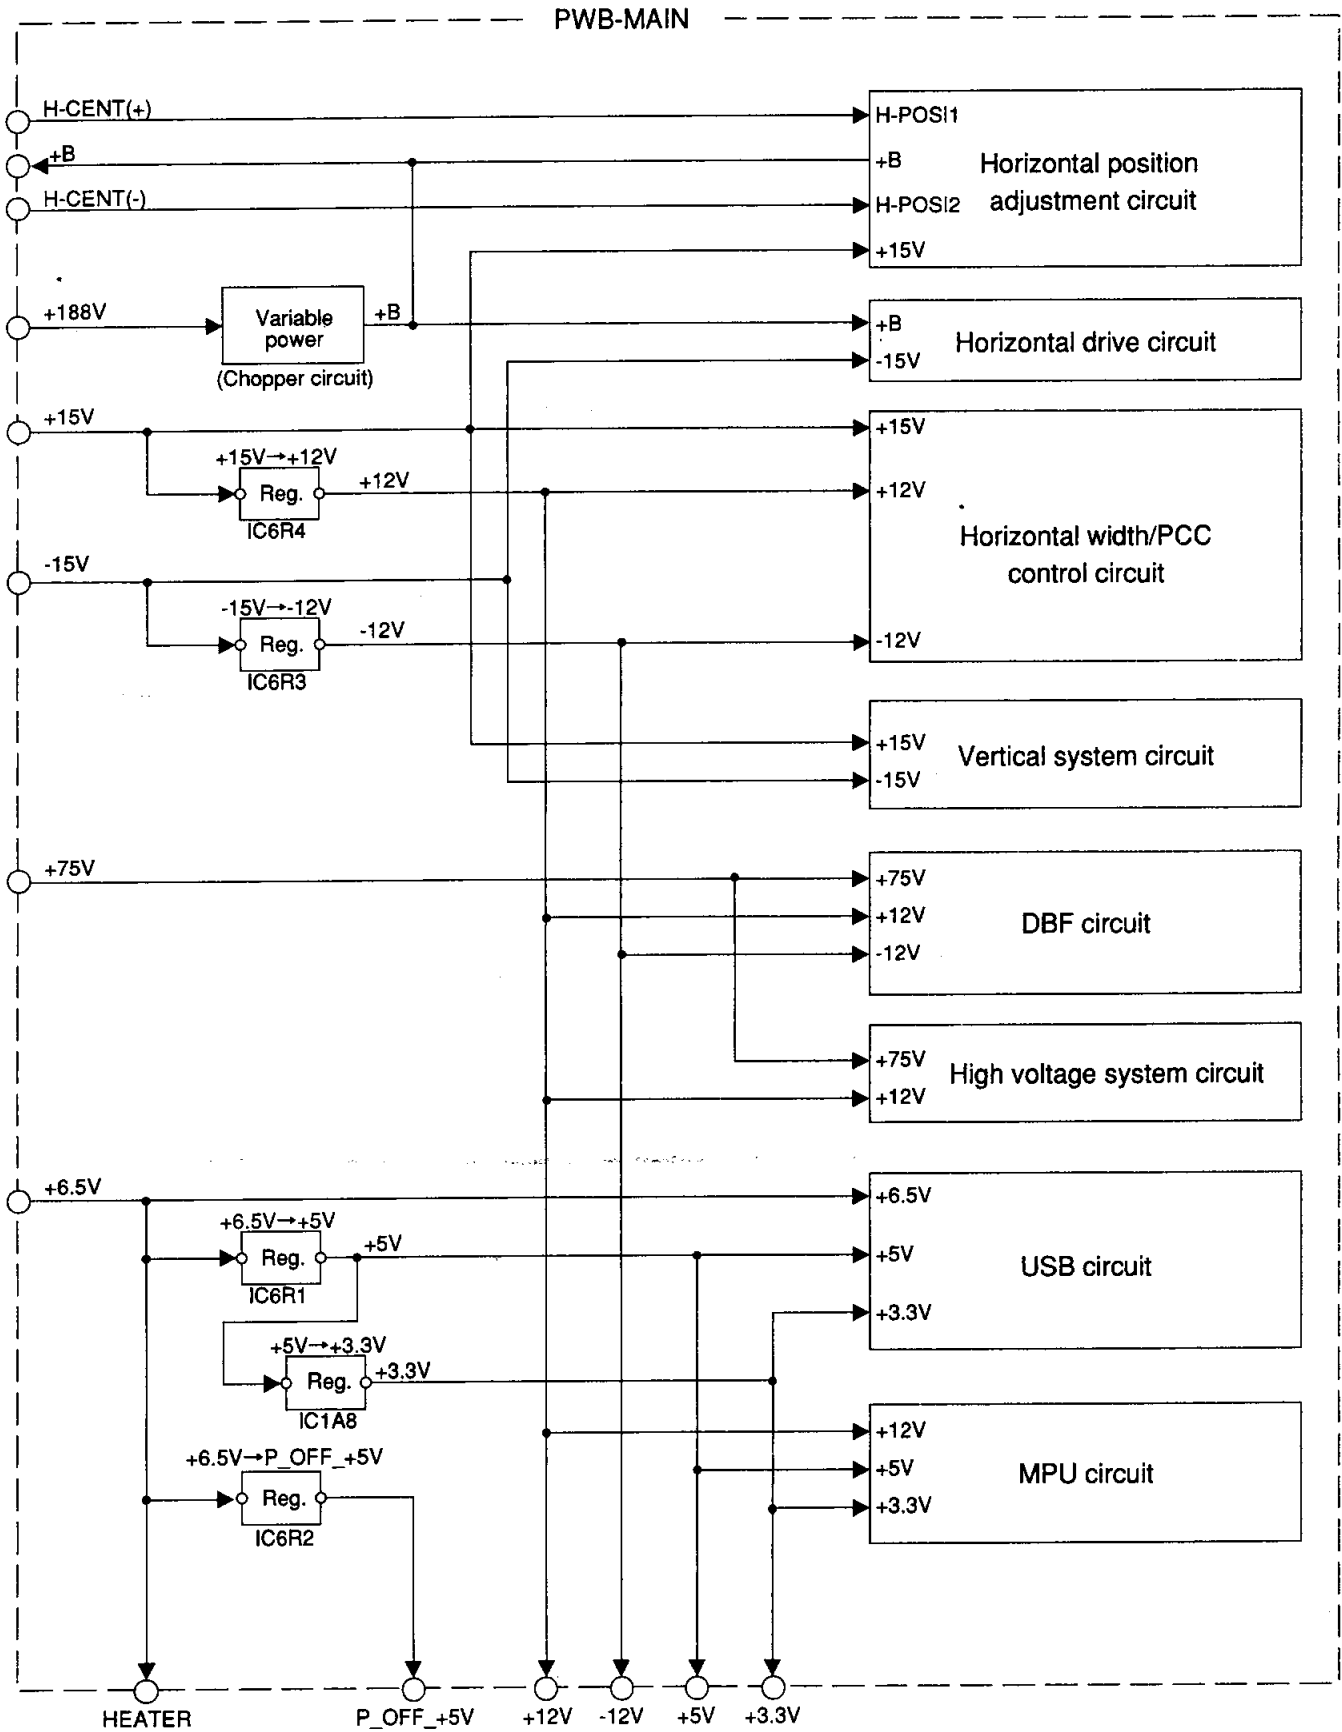 PWB-MAIN
H-CENT(+)
H-POSI1
+B
+B
Horizontal position
adjustment circuit
H-CENT(-)
H-POSI2
+15V
+188V
Variable
power
(Chopper circuit)
+B
+B
-15V
Horizontal drive circuit
+15V
+15V
+15V→+12V
Reg.
IC6R4
+12V
+12V
Horizontal width/PCC
control circuit
-15V
-15V→-12V
Reg.
IC6R3
-12V
-12V
+15V
-15V
Vertical system circuit
+75V
+75V
+12V
-12V
DBF circuit
+75V
+12V
High voltage system circuit
+6.5V
+6.5V
+6.5V→+5V
Reg.
IC6R1
+5V
+5V
USB circuit
+3.3V
+5V→+3.3V
Reg.
IC1A8
+3.3V
+12V
+5V
+3.3V
MPU circuit
+6.5V→P_OFF_+5V
Reg.
IC6R2
HEATER
P_OFF_+5V
+12V
-12V
+5V
+3.3V